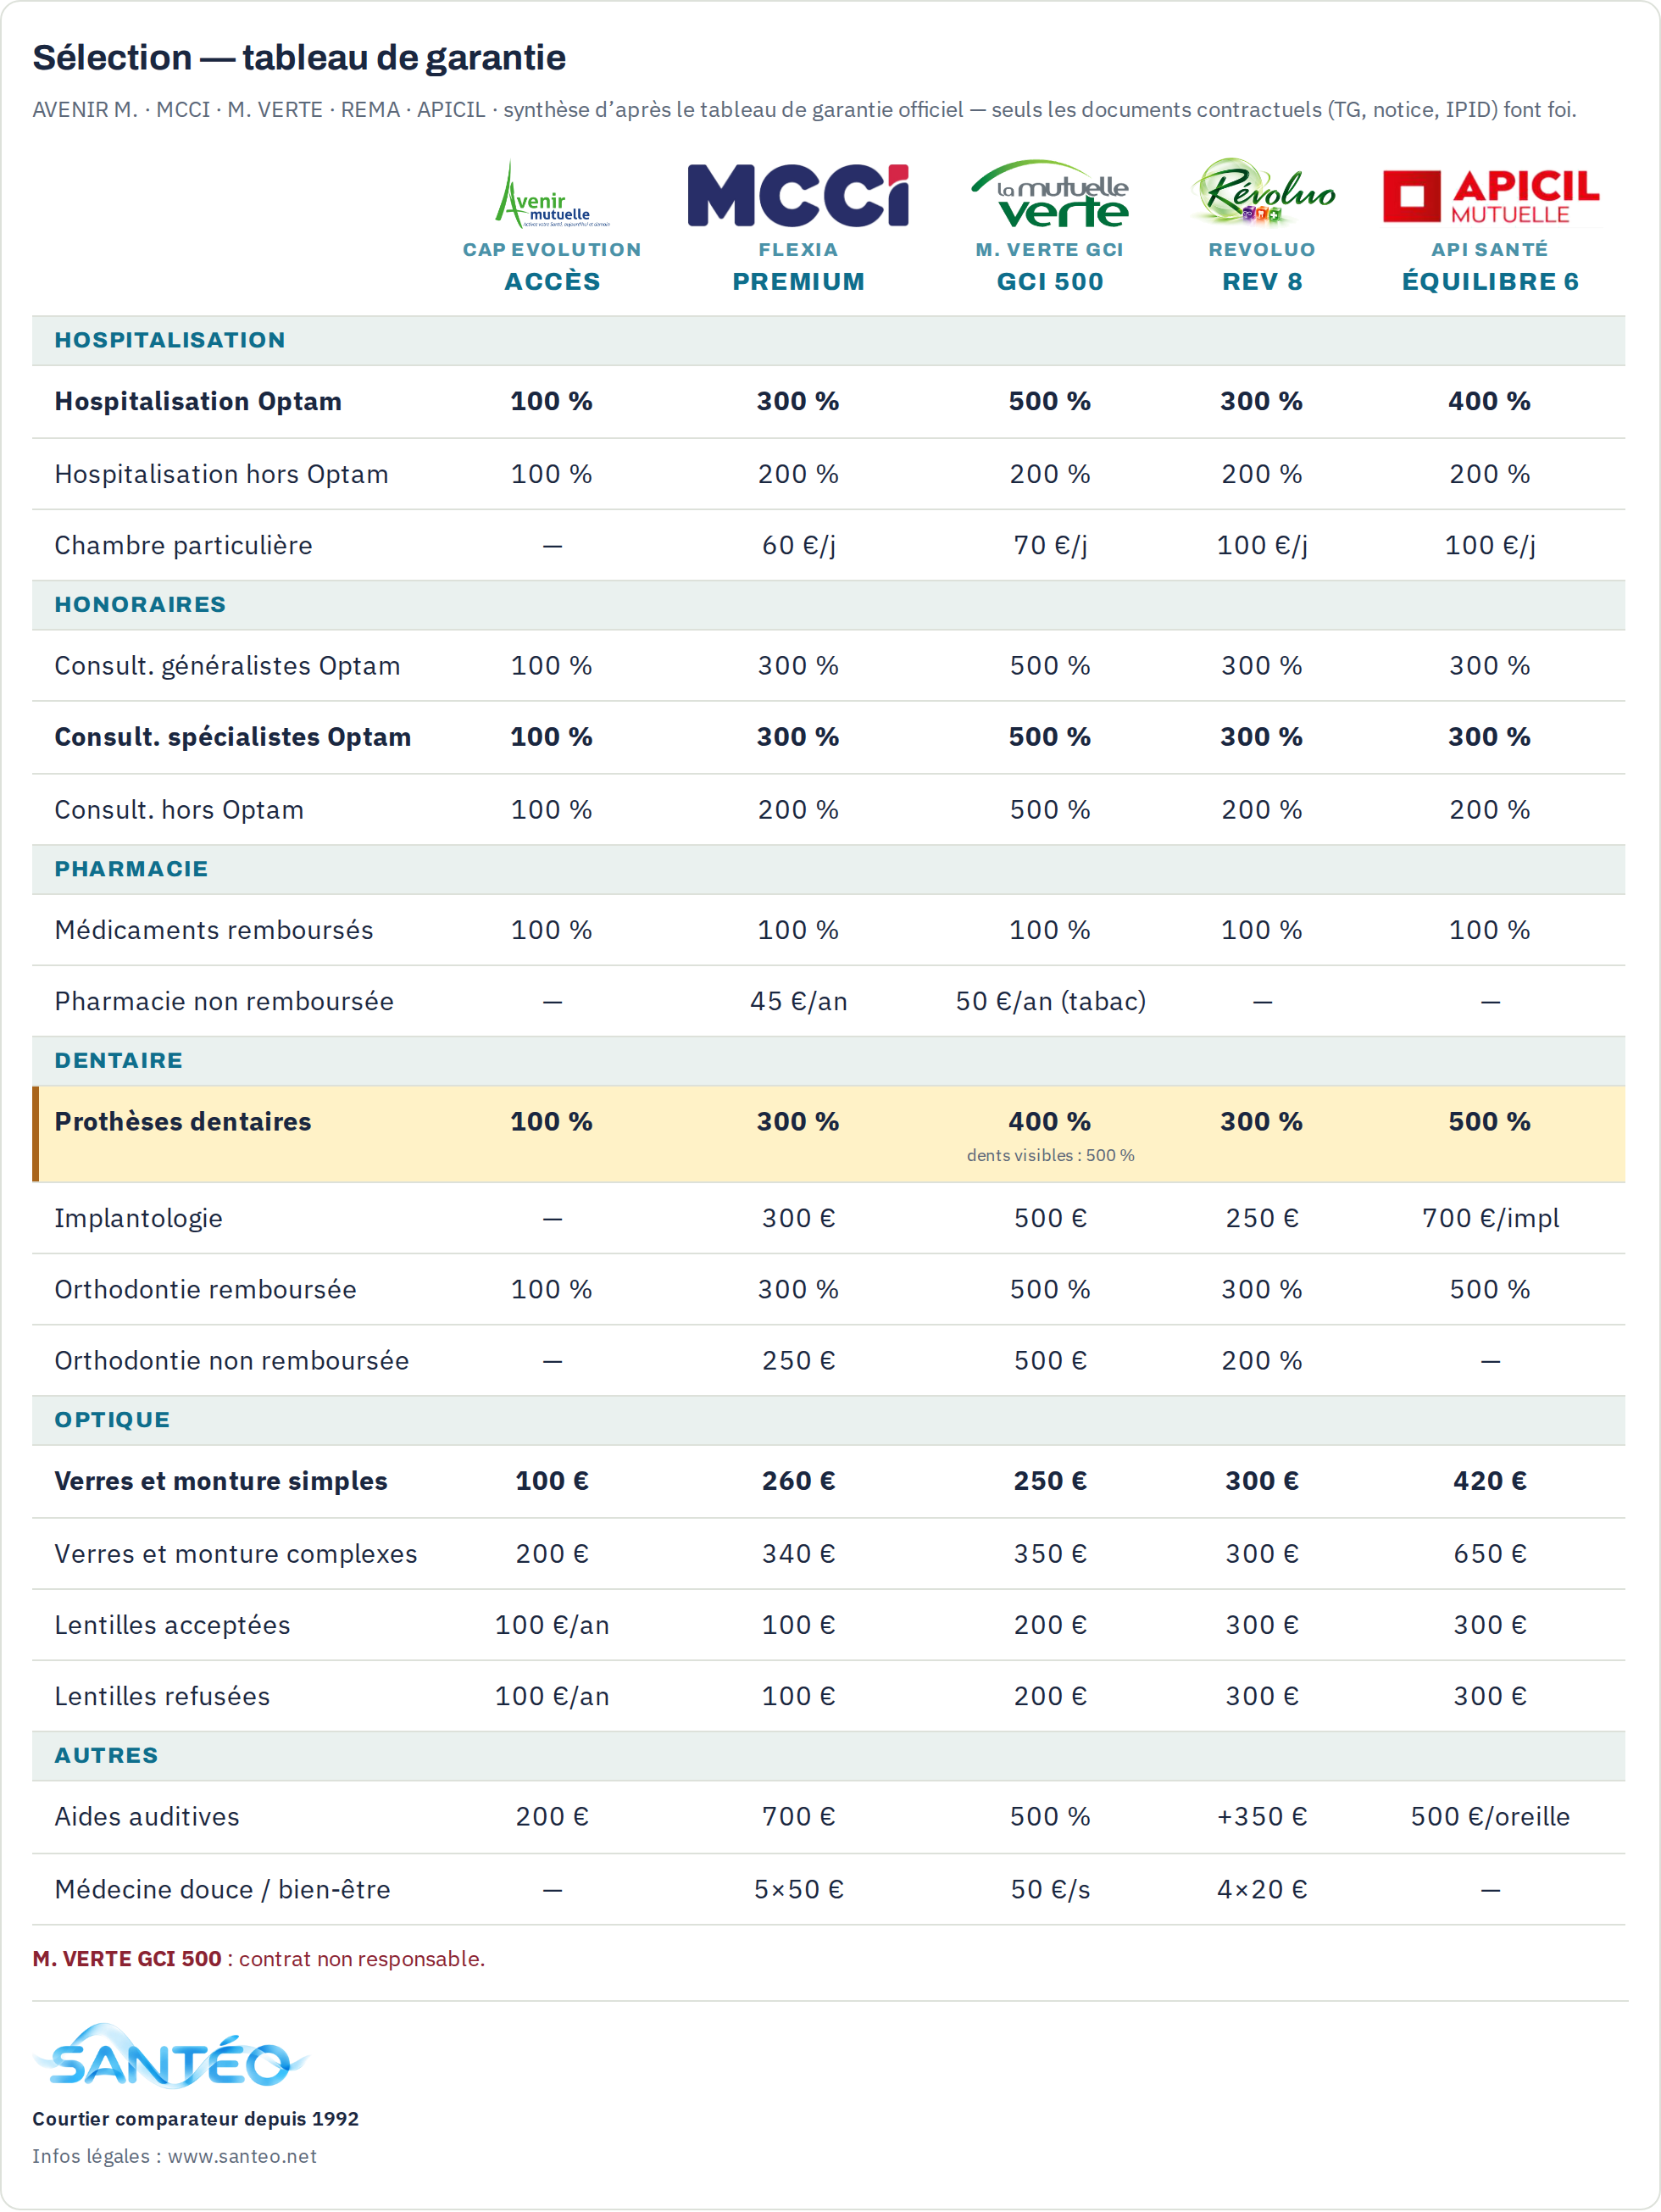 Sélection — tableau de garantie
AVENIR M. · MCCI · M. VERTE · REMA · APICIL · synthèse d’après le tableau de garantie officiel — seuls les documents contractuels (TG, notice, IPID) font foi.
Avenir mutuelle MCCi la mutuelle verte Révoluo APICIL MUTUELLE
CAP EVOLUTION FLEXIA M. VERTE GCI REVOLUO API SANTÉ
ACCÈS PREMIUM GCI 500 REV 8 ÉQUILIBRE 6
HOSPITALISATION
Hospitalisation Optam 100 % 300 % 500 % 300 % 400 %
Hospitalisation hors Optam 100 % 200 % 200 % 200 % 200 %
Chambre particulière — 60 €/j 70 €/j 100 €/j 100 €/j
HONORAIRES
Consult. généralistes Optam 100 % 300 % 500 % 300 % 300 %
Consult. spécialistes Optam 100 % 300 % 500 % 300 % 300 %
Consult. hors Optam 100 % 200 % 500 % 200 % 200 %
PHARMACIE
Médicaments remboursés 100 % 100 % 100 % 100 % 100 %
Pharmacie non remboursée — 45 €/an 50 €/an (tabac) — —
DENTAIRE
Prothèses dentaires 100 % 300 % 400 % 300 % 500 %
dents visibles : 500 %
Implantologie — 300 € 500 € 250 € 700 €/impl
Orthodontie remboursée 100 % 300 % 500 % 300 % 500 %
Orthodontie non remboursée — 250 € 500 € 200 % —
OPTIQUE
Verres et monture simples 100 € 260 € 250 € 300 € 420 €
Verres et monture complexes 200 € 340 € 350 € 300 € 650 €
Lentilles acceptées 100 €/an 100 € 200 € 300 € 300 €
Lentilles refusées 100 €/an 100 € 200 € 300 € 300 €
AUTRES
Aides auditives 200 € 700 € 500 % +350 € 500 €/oreille
Médecine douce / bien-être — 5×50 € 50 €/s 4×20 € —
M. VERTE GCI 500 : contrat non responsable.
SANTÉO
Courtier comparateur depuis 1992
Infos légales : www.santeo.net